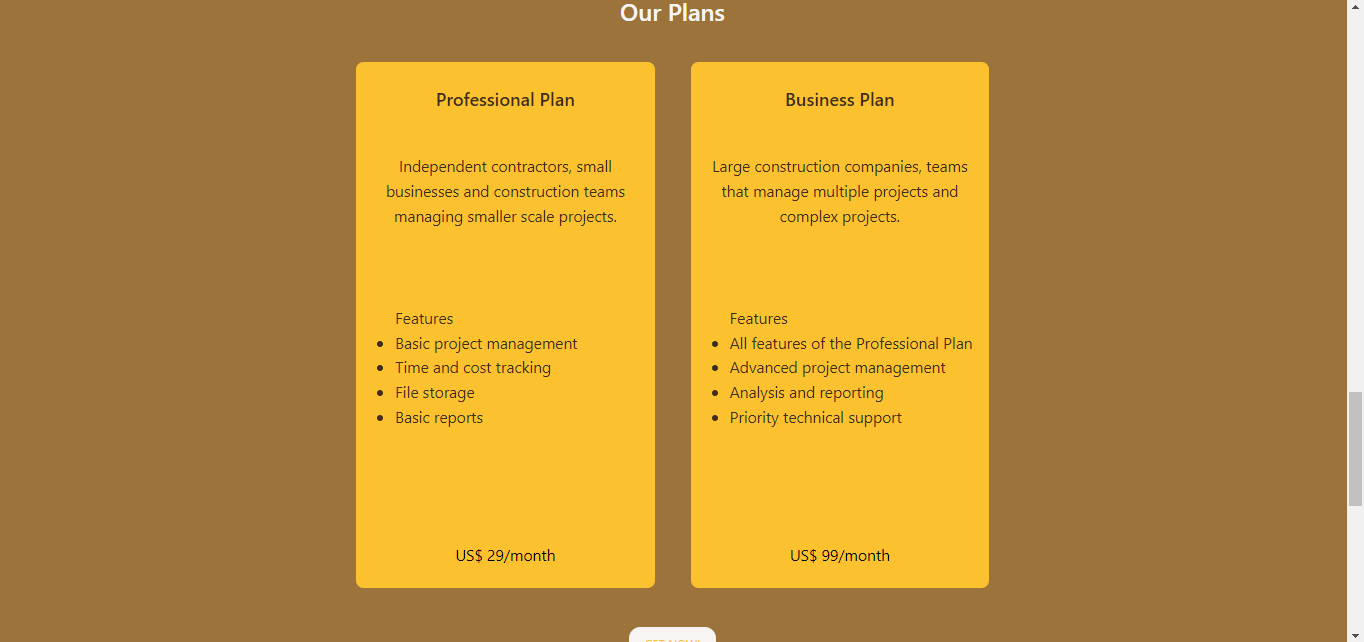 Our Plans
Professional Plan
Independent contractors, small
businesses and construction teams
managing smaller scale projects.
Features
Basic project management
Time and cost tracking
File storage
Basic reports
US$ 29/month
Business Plan
Large construction companies, teams
that manage multiple projects and
complex projects.
Features
All features of the Professional Plan
Advanced project management
Analysis and reporting
Priority technical support
US$ 99/month